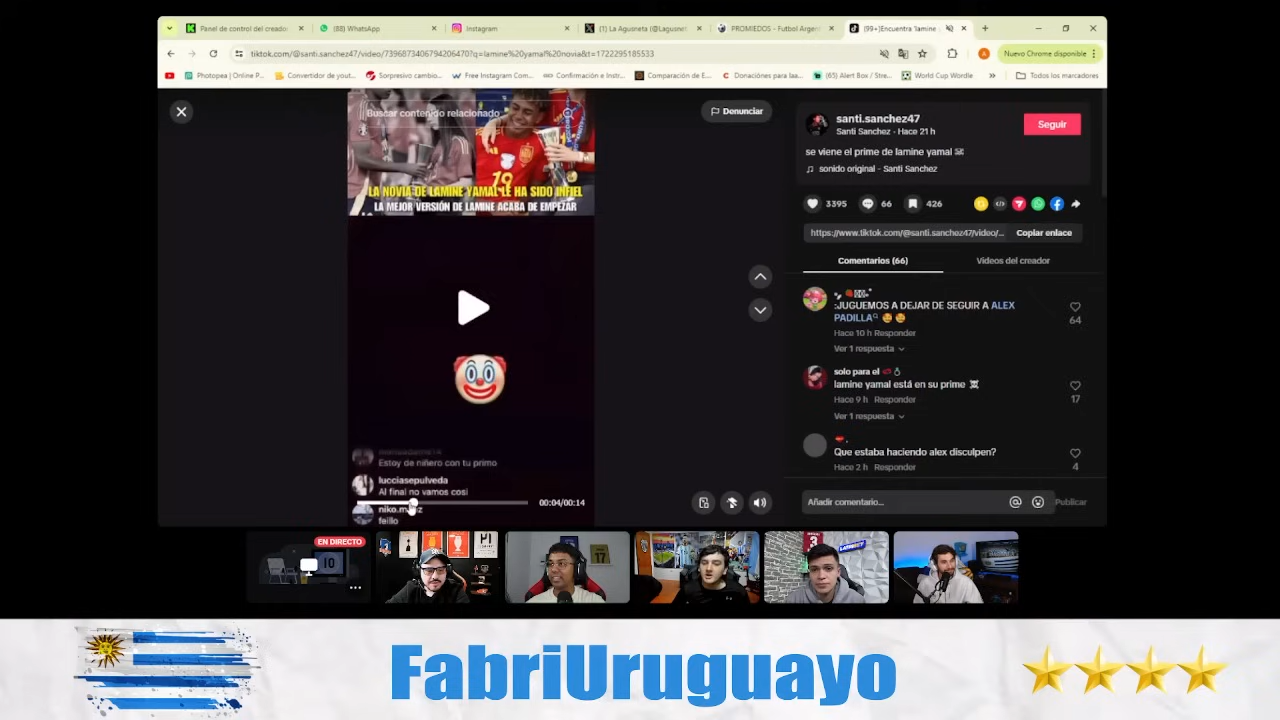 Panel de control del creador
(88) WhatsApp
Instagram
(1) La Agusneta (@Lagusnet
PROMIEDOS - Futbol Argen
(99+)Encuentra 'lamine
tiktok.com/@santi.sanchez47/video/7396873406794206470?q=lamine%20yamal%20novia&t=1722295185533
Nuevo Chrome disponible
Photopea | Online P...
Convertidor de yout...
Sorpresivo cambio...
Free Instagram Com...
Confirmación e Instr...
Comparación de E...
Donaciónes para laa...
(65) Alert Box / Stre...
World Cup Wordle
Todos los marcadores
Buscar contenido relacionado
Denunciar
LA NOVIA DE LAMINE YAMAL LE HA SIDO INFIEL
LA MEJOR VERSIÓN DE LAMINE ACABA DE EMPEZAR
Estoy de niñero con tu primo
lucciasepulveda
Al final no vamos cosi
feillo
00:04/00:14
santi.sanchez47
Santi Sanchez · Hace 21 h
Seguir
se viene el prime de lamine yamal
sonido original - Santi Sanchez
3395
66
426
https://www.tiktok.com/@santi.sanchez47/video/...
Copiar enlace
Comentarios (66)
Videos del creador
:JUGUEMOS A DEJAR DE SEGUIR A ALEX
PADILLA
64
Hace 10 h Responder
Ver 1 respuesta
solo para el
lamine yamal está en su prime
17
Hace 9 h Responder
Ver 1 respuesta
Que estaba haciendo alex disculpen?
4
Hace 2 h Responder
Añadir comentario...
Publicar
EN DIRECTO
10
17
3
FabriUruguayo